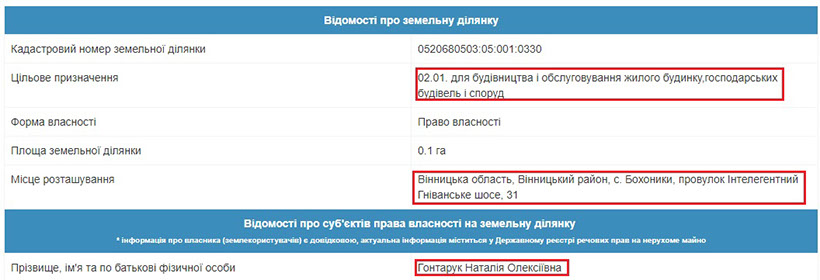 Відомості про земельну ділянку
Кадастровий номер земельної ділянки 0520680503:05:001:0330
Цільове призначення 02.01. для будівництва і обслуговування жилого будинку,господарських
будівель і споруд
Форма власності Право власності
Площа земельної ділянки 0.1 га
Місце розташування Вінницька область, Вінницький район, с. Бохоники, провулок Інтелегентний
Гніванське шосе, 31
Відомості про суб'єктів права власності на земельну ділянку
* інформація про власника (землекористувачів) є довідковою, актуальна інформація міститься у Державному реєстрі речових прав на нерухоме майно
Прізвище, ім'я та по батькові фізичної особи Гонтарук Наталія Олексіївна